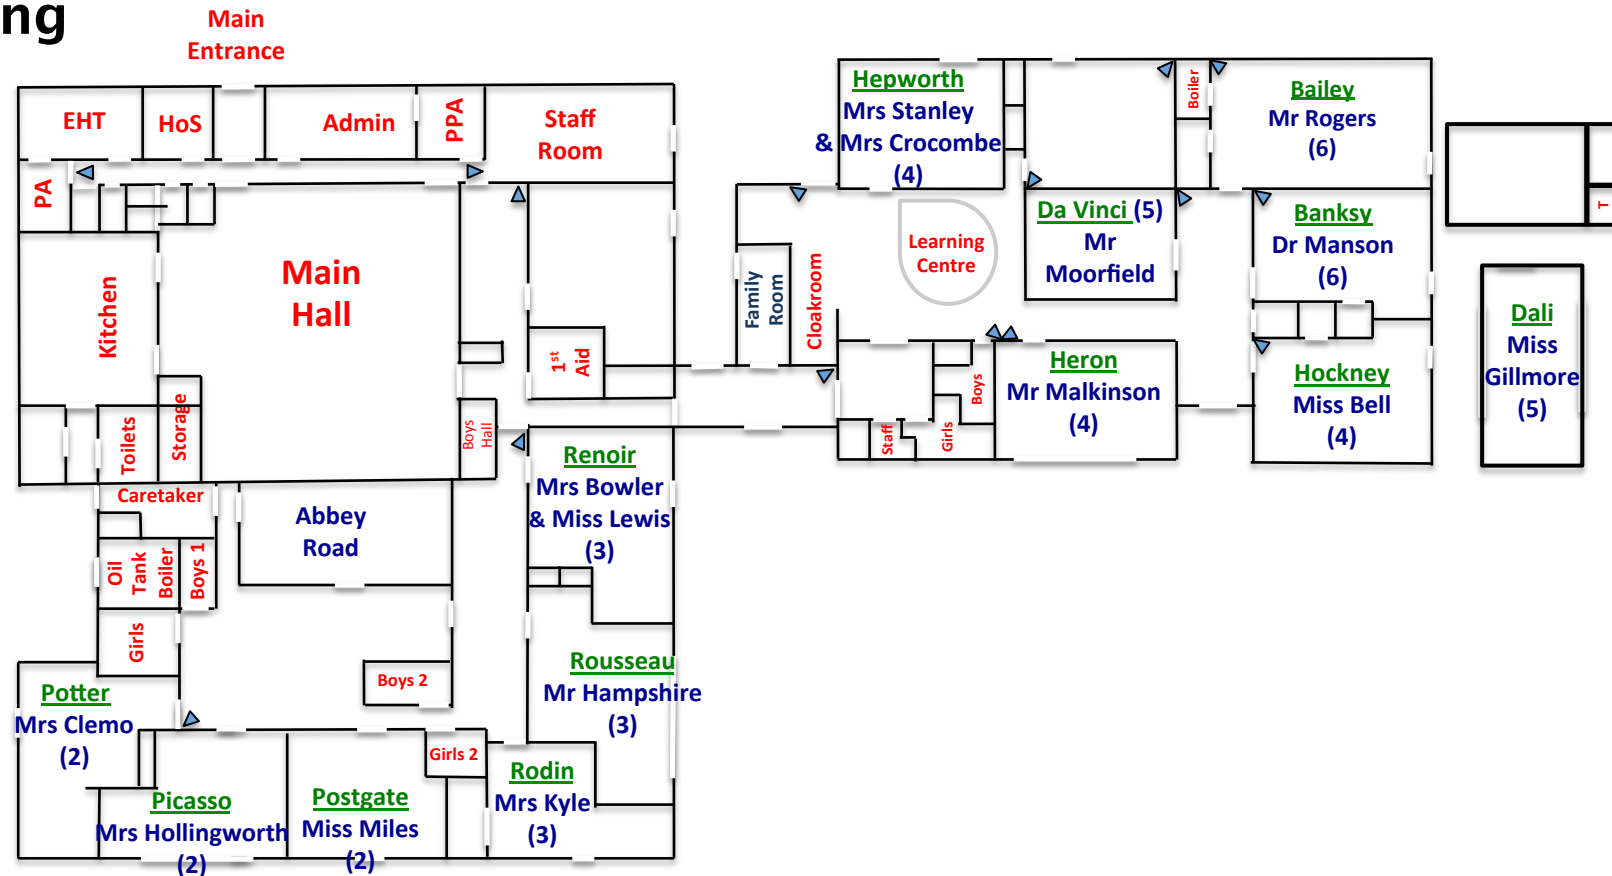 ng
Main
Entrance
EHT
HoS
Admin
PPA
Staff
Room
PA
Kitchen
Main
Hall
1st
Aid
Storage
Toilets
Boys
Hall
Caretaker
Oil
Tank
Boiler
Boys 1
Girls
Abbey
Road
Boys 2
Girls 2
Potter
Mrs Clemo
(2)
Picasso
Mrs Hollingworth
(2)
Postgate
Miss Miles
(2)
Rodin
Mrs Kyle
(3)
Rousseau
Mr Hampshire
(3)
Renoir
Mrs Bowler
& Miss Lewis
(3)
Family
Room
Cloakroom
Hepworth
Mrs Stanley
& Mrs Crocombe
(4)
Learning
Centre
Da Vinci (5)
Mr
Moorfield
Boiler
Bailey
Mr Rogers
(6)
Banksy
Dr Manson
(6)
Hockney
Miss Bell
(4)
Heron
Mr Malkinson
(4)
Boys
Girls
Staff
T
Dali
Miss
Gillmore
(5)